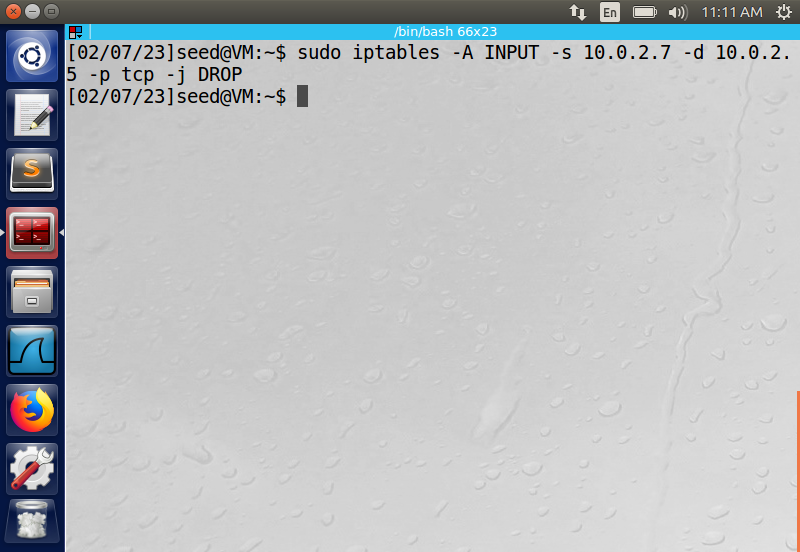 En
11:11 AM
/bin/bash 66x23
[02/07/23]seed@VM:~$ sudo iptables -A INPUT -s 10.0.2.7 -d 10.0.2.
5 -p tcp -j DROP
[02/07/23]seed@VM:~$